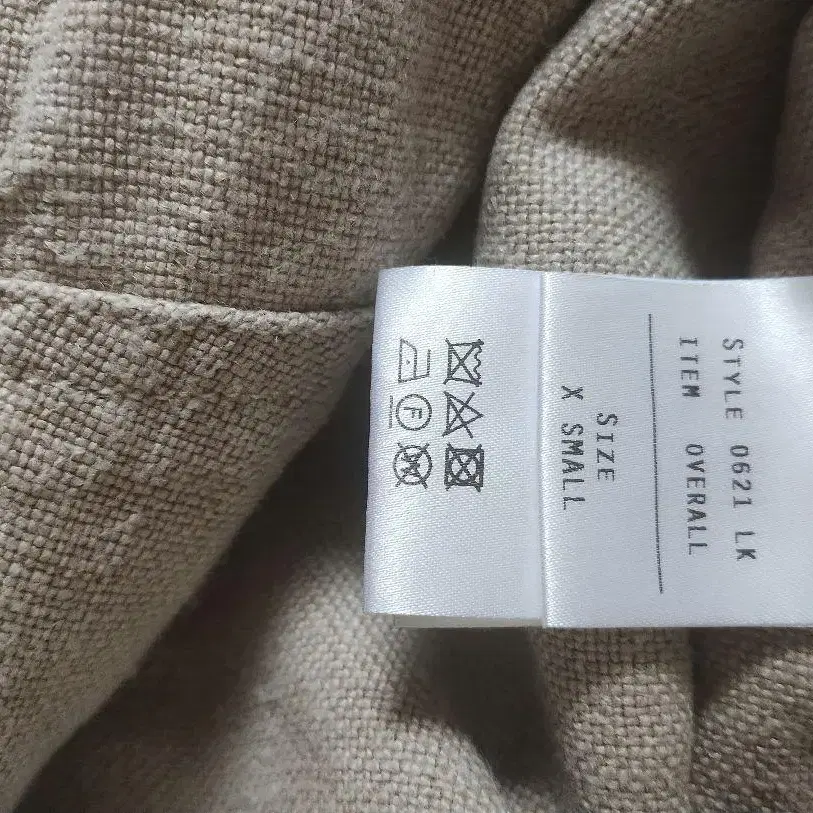 STYLE 0621 LK
ITEM OVERALL
SIZE
X SMALL
F
W